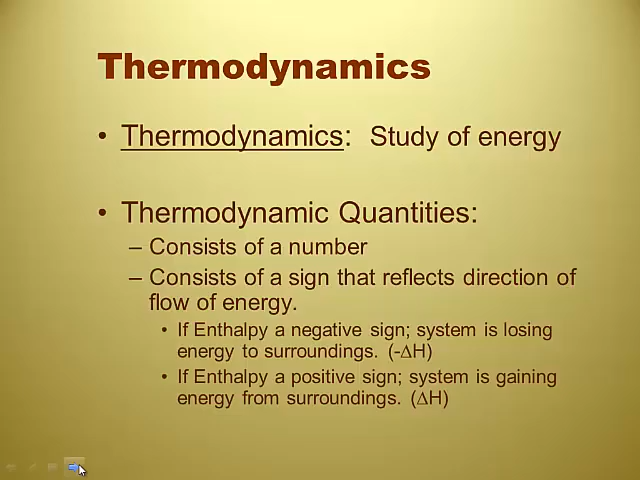 Thermodynamics
• Thermodynamics: Study of energy
• Thermodynamic Quantities:
– Consists of a number
– Consists of a sign that reflects direction of
flow of energy.
• If Enthalpy a negative sign; system is losing
energy to surroundings. (-∆H)
• If Enthalpy a positive sign; system is gaining
energy from surroundings. (∆H)